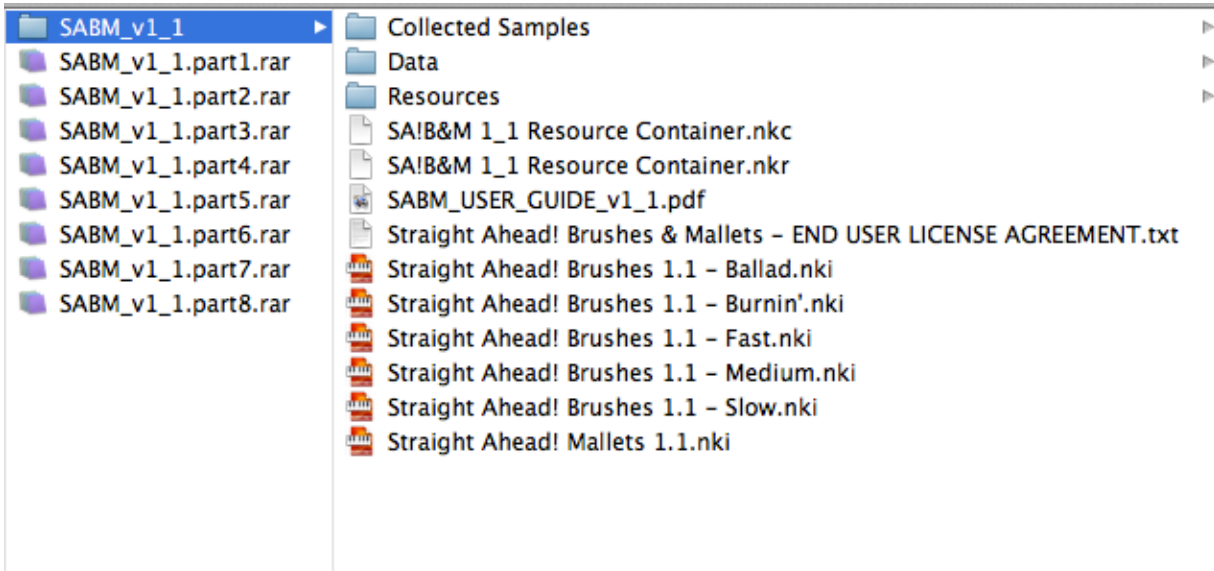 SABM_v1_1
SABM_v1_1.part1.rar
SABM_v1_1.part2.rar
SABM_v1_1.part3.rar
SABM_v1_1.part4.rar
SABM_v1_1.part5.rar
SABM_v1_1.part6.rar
SABM_v1_1.part7.rar
SABM_v1_1.part8.rar
Collected Samples
Data
Resources
SA!B&M 1_1 Resource Container.nkc
SA!B&M 1_1 Resource Container.nkr
SABM_USER_GUIDE_v1_1.pdf
Straight Ahead! Brushes & Mallets – END USER LICENSE AGREEMENT.txt
Straight Ahead! Brushes 1.1 – Ballad.nki
Straight Ahead! Brushes 1.1 – Burnin'.nki
Straight Ahead! Brushes 1.1 – Fast.nki
Straight Ahead! Brushes 1.1 – Medium.nki
Straight Ahead! Brushes 1.1 – Slow.nki
Straight Ahead! Mallets 1.1.nki